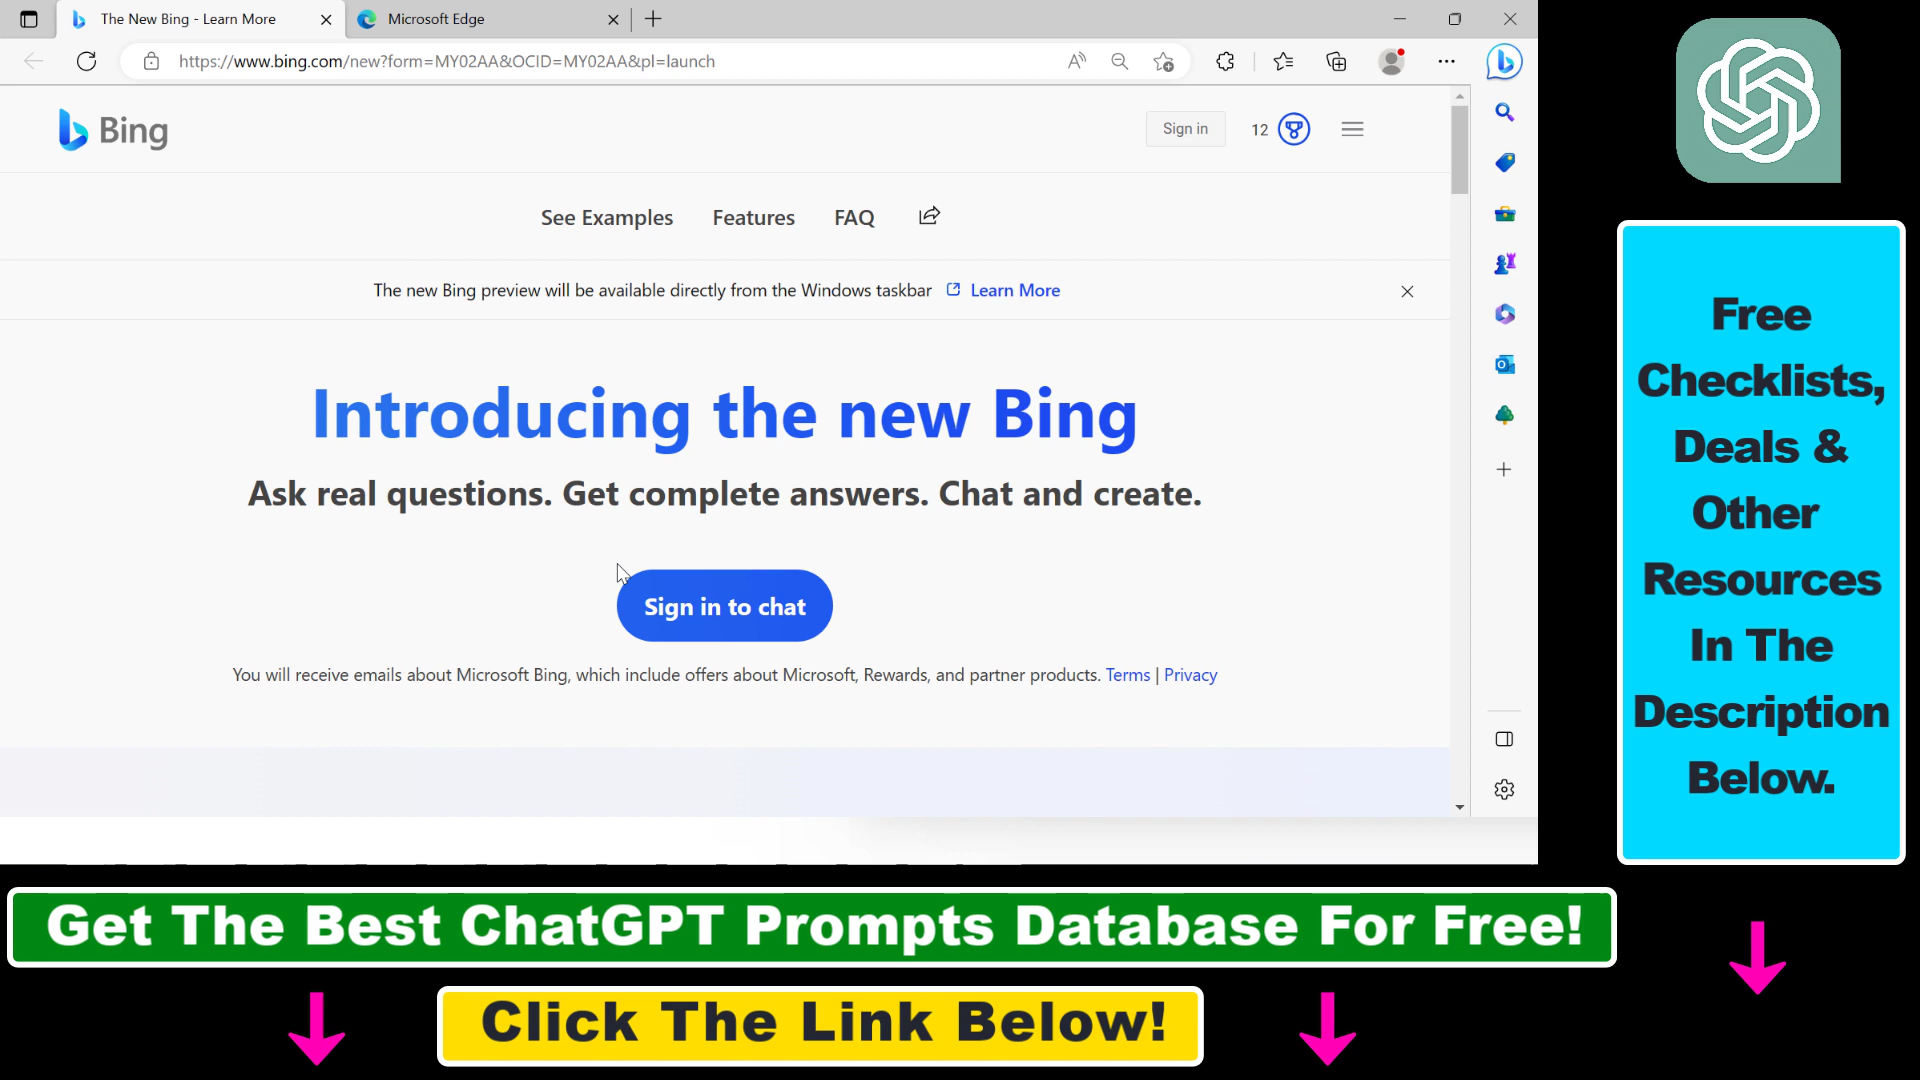 The New Bing - Learn More
Microsoft Edge
https://www.bing.com/new?form=MY02AA&OCID=MY02AA&pl=launch
Bing
Sign in
12
See Examples
Features
FAQ
The new Bing preview will be available directly from the Windows taskbar Learn More
Introducing the new Bing
Ask real questions. Get complete answers. Chat and create.
Sign in to chat
You will receive emails about Microsoft Bing, which include offers about Microsoft, Rewards, and partner products. Terms | Privacy
Free
Checklists,
Deals &
Other
Resources
In The
Description
Below.
Get The Best ChatGPT Prompts Database For Free!
Click The Link Below!